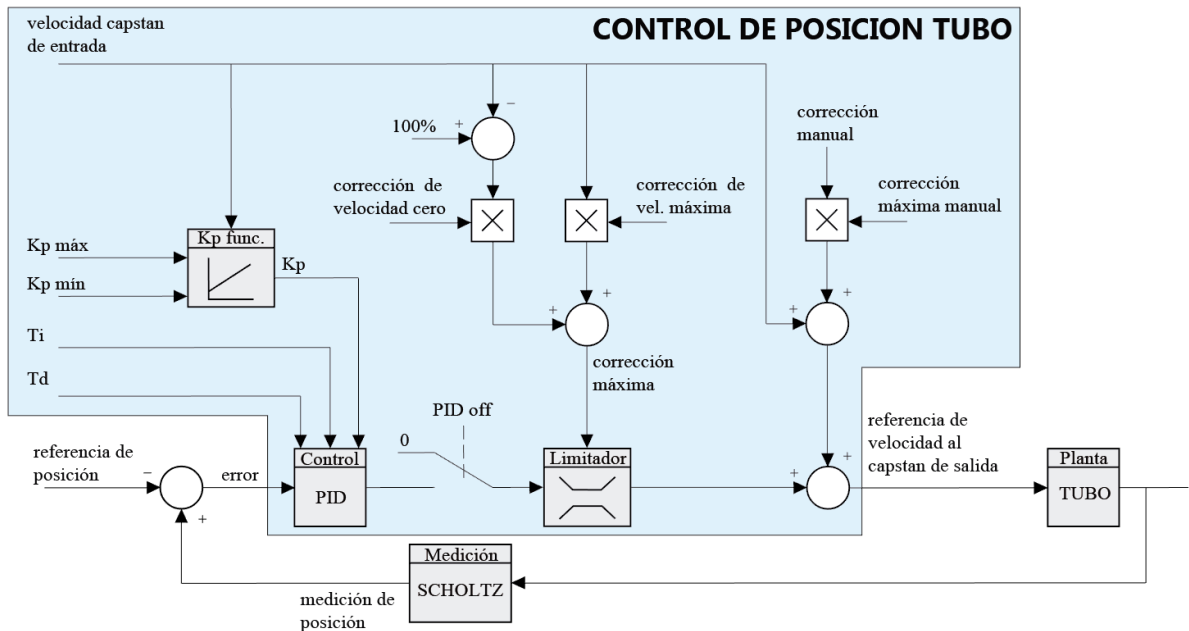 velocidad capstan
de entrada
CONTROL DE POSICION TUBO
−
100%
+
corrección
manual
corrección de
velocidad cero
corrección de
vel. máxima
corrección
máxima manual
Kp func.
Kp máx
Kp mín
Kp
+
+
+
+
Ti
corrección
máxima
Td
PID off
0
referencia de
velocidad al
capstan de salida
referencia de
posición
−
error
+
Control
PID
Limitador
+
+
Planta
TUBO
Medición
SCHOLTZ
medición de
posición